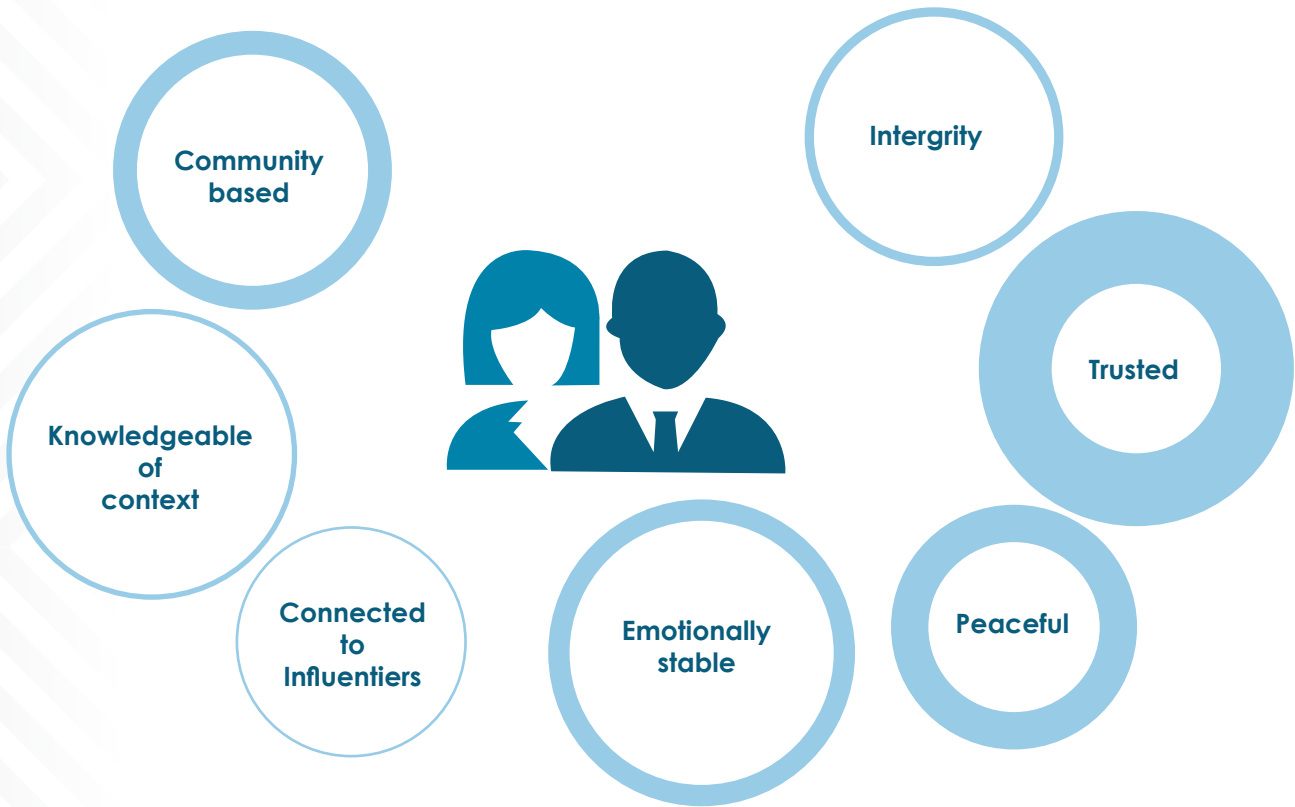 Community
based
Intergrity
Trusted
Knowledgeable
of
context
Connected
to
Influentiers
Emotionally
stable
Peaceful